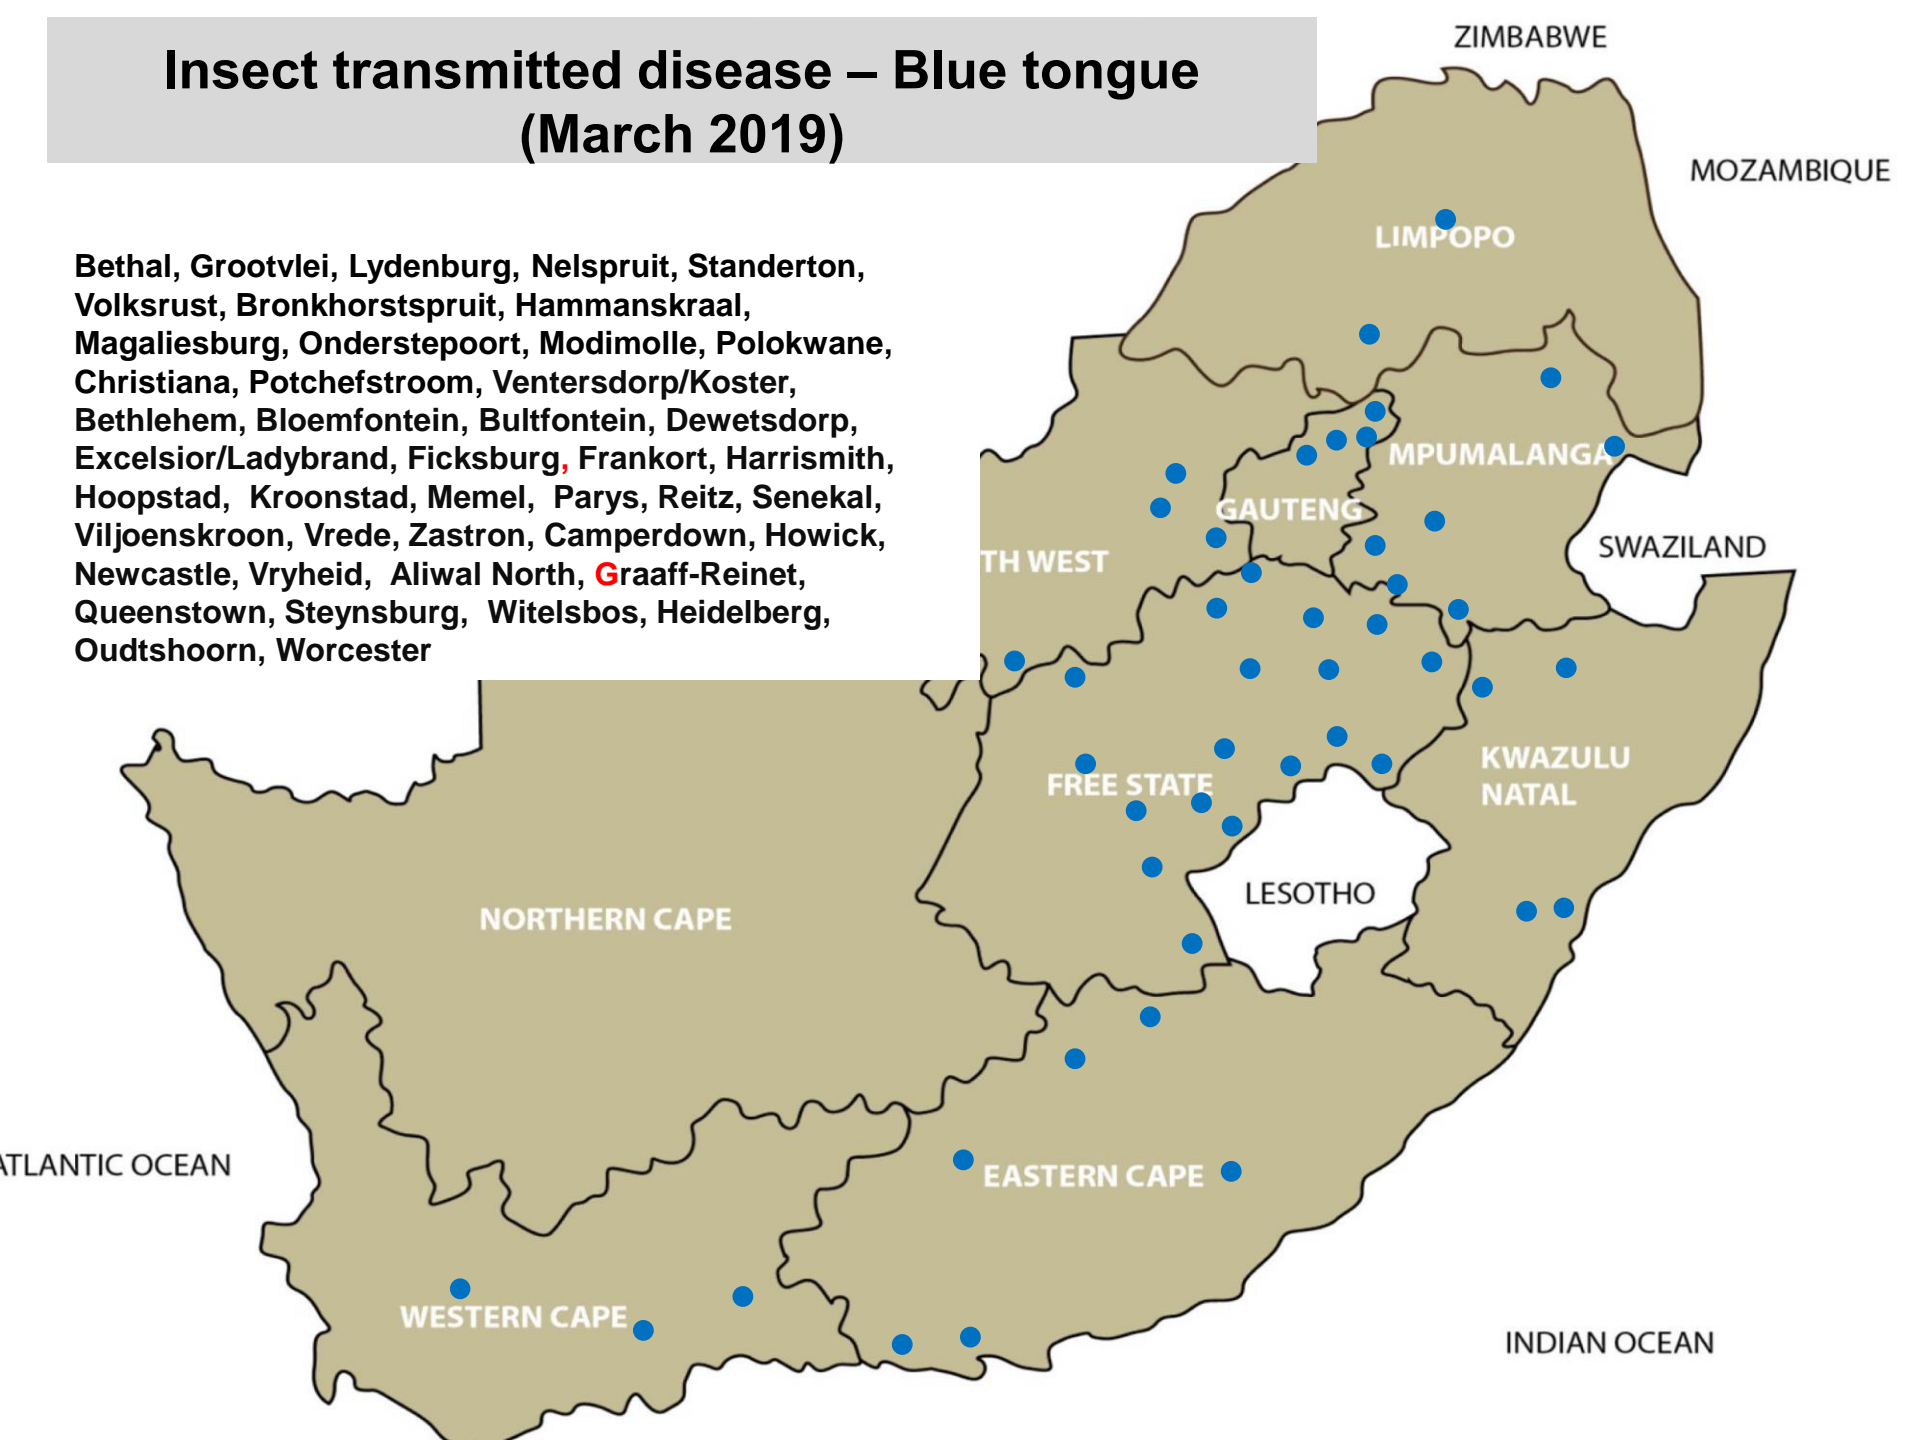 Insect transmitted disease – Blue tongue
(March 2019)
ZIMBABWE
MOZAMBIQUE
LIMPOPO
Bethal, Grootvlei, Lydenburg, Nelspruit, Standerton,
Volksrust, Bronkhorstspruit, Hammanskraal,
Magaliesburg, Onderstepoort, Modimolle, Polokwane,
Christiana, Potchefstroom, Ventersdorp/Koster,
Bethlehem, Bloemfontein, Bultfontein, Dewetsdorp,
Excelsior/Ladybrand, Ficksburg, Frankort, Harrismith,
Hoopstad,  Kroonstad, Memel,  Parys, Reitz, Senekal,
Viljoenskroon, Vrede, Zastron, Camperdown, Howick,
Newcastle, Vryheid,  Aliwal North, Graaff-Reinet,
Queenstown, Steynsburg,  Witelsbos, Heidelberg,
Oudtshoorn, Worcester
MPUMALANGA
GAUTENG
SWAZILAND
TH WEST
KWAZULU
NATAL
FREE STATE
LESOTHO
NORTHERN CAPE
ATLANTIC OCEAN
EASTERN CAPE
WESTERN CAPE
INDIAN OCEAN